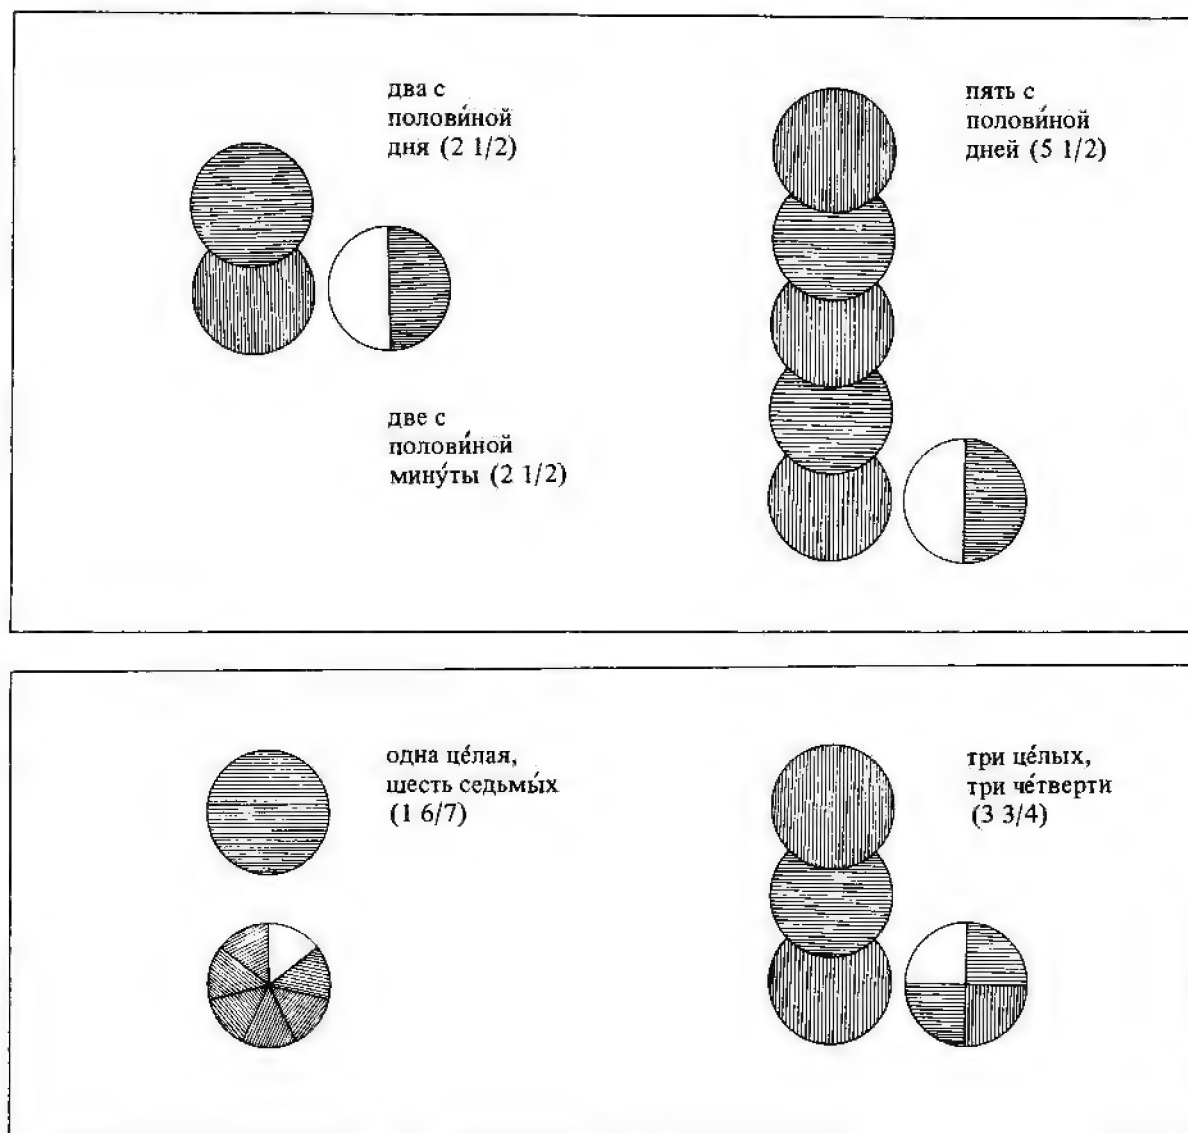 два с
полови́ной
дня (2 1/2)
пять с
полови́ной
дней (5 1/2)
две с
полови́ной
мину́ты (2 1/2)
одна це́лая,
шесть седьмы́х
(1 6/7)
три це́лых,
три че́тверти
(3 3/4)